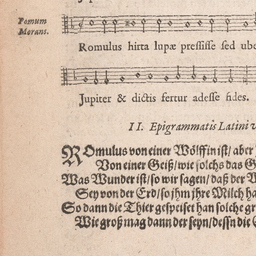 Pomum
Morans.
Romulus hirta lupæ pressisse sed ube
Jupiter & dictis fertur adesse fides.
II. Epigrammatis Latini v
ROmulus von einer Wölffin ist / aber
Von einer Geiß / wie solchs das G
Was Wunder ist / so wir sagen / daß der V
Sey von der Erd / so jhm jhre Milch ha
So dann die Thier gespeiset han solche gr
Wie groß mag dann der seyn / deßn die E